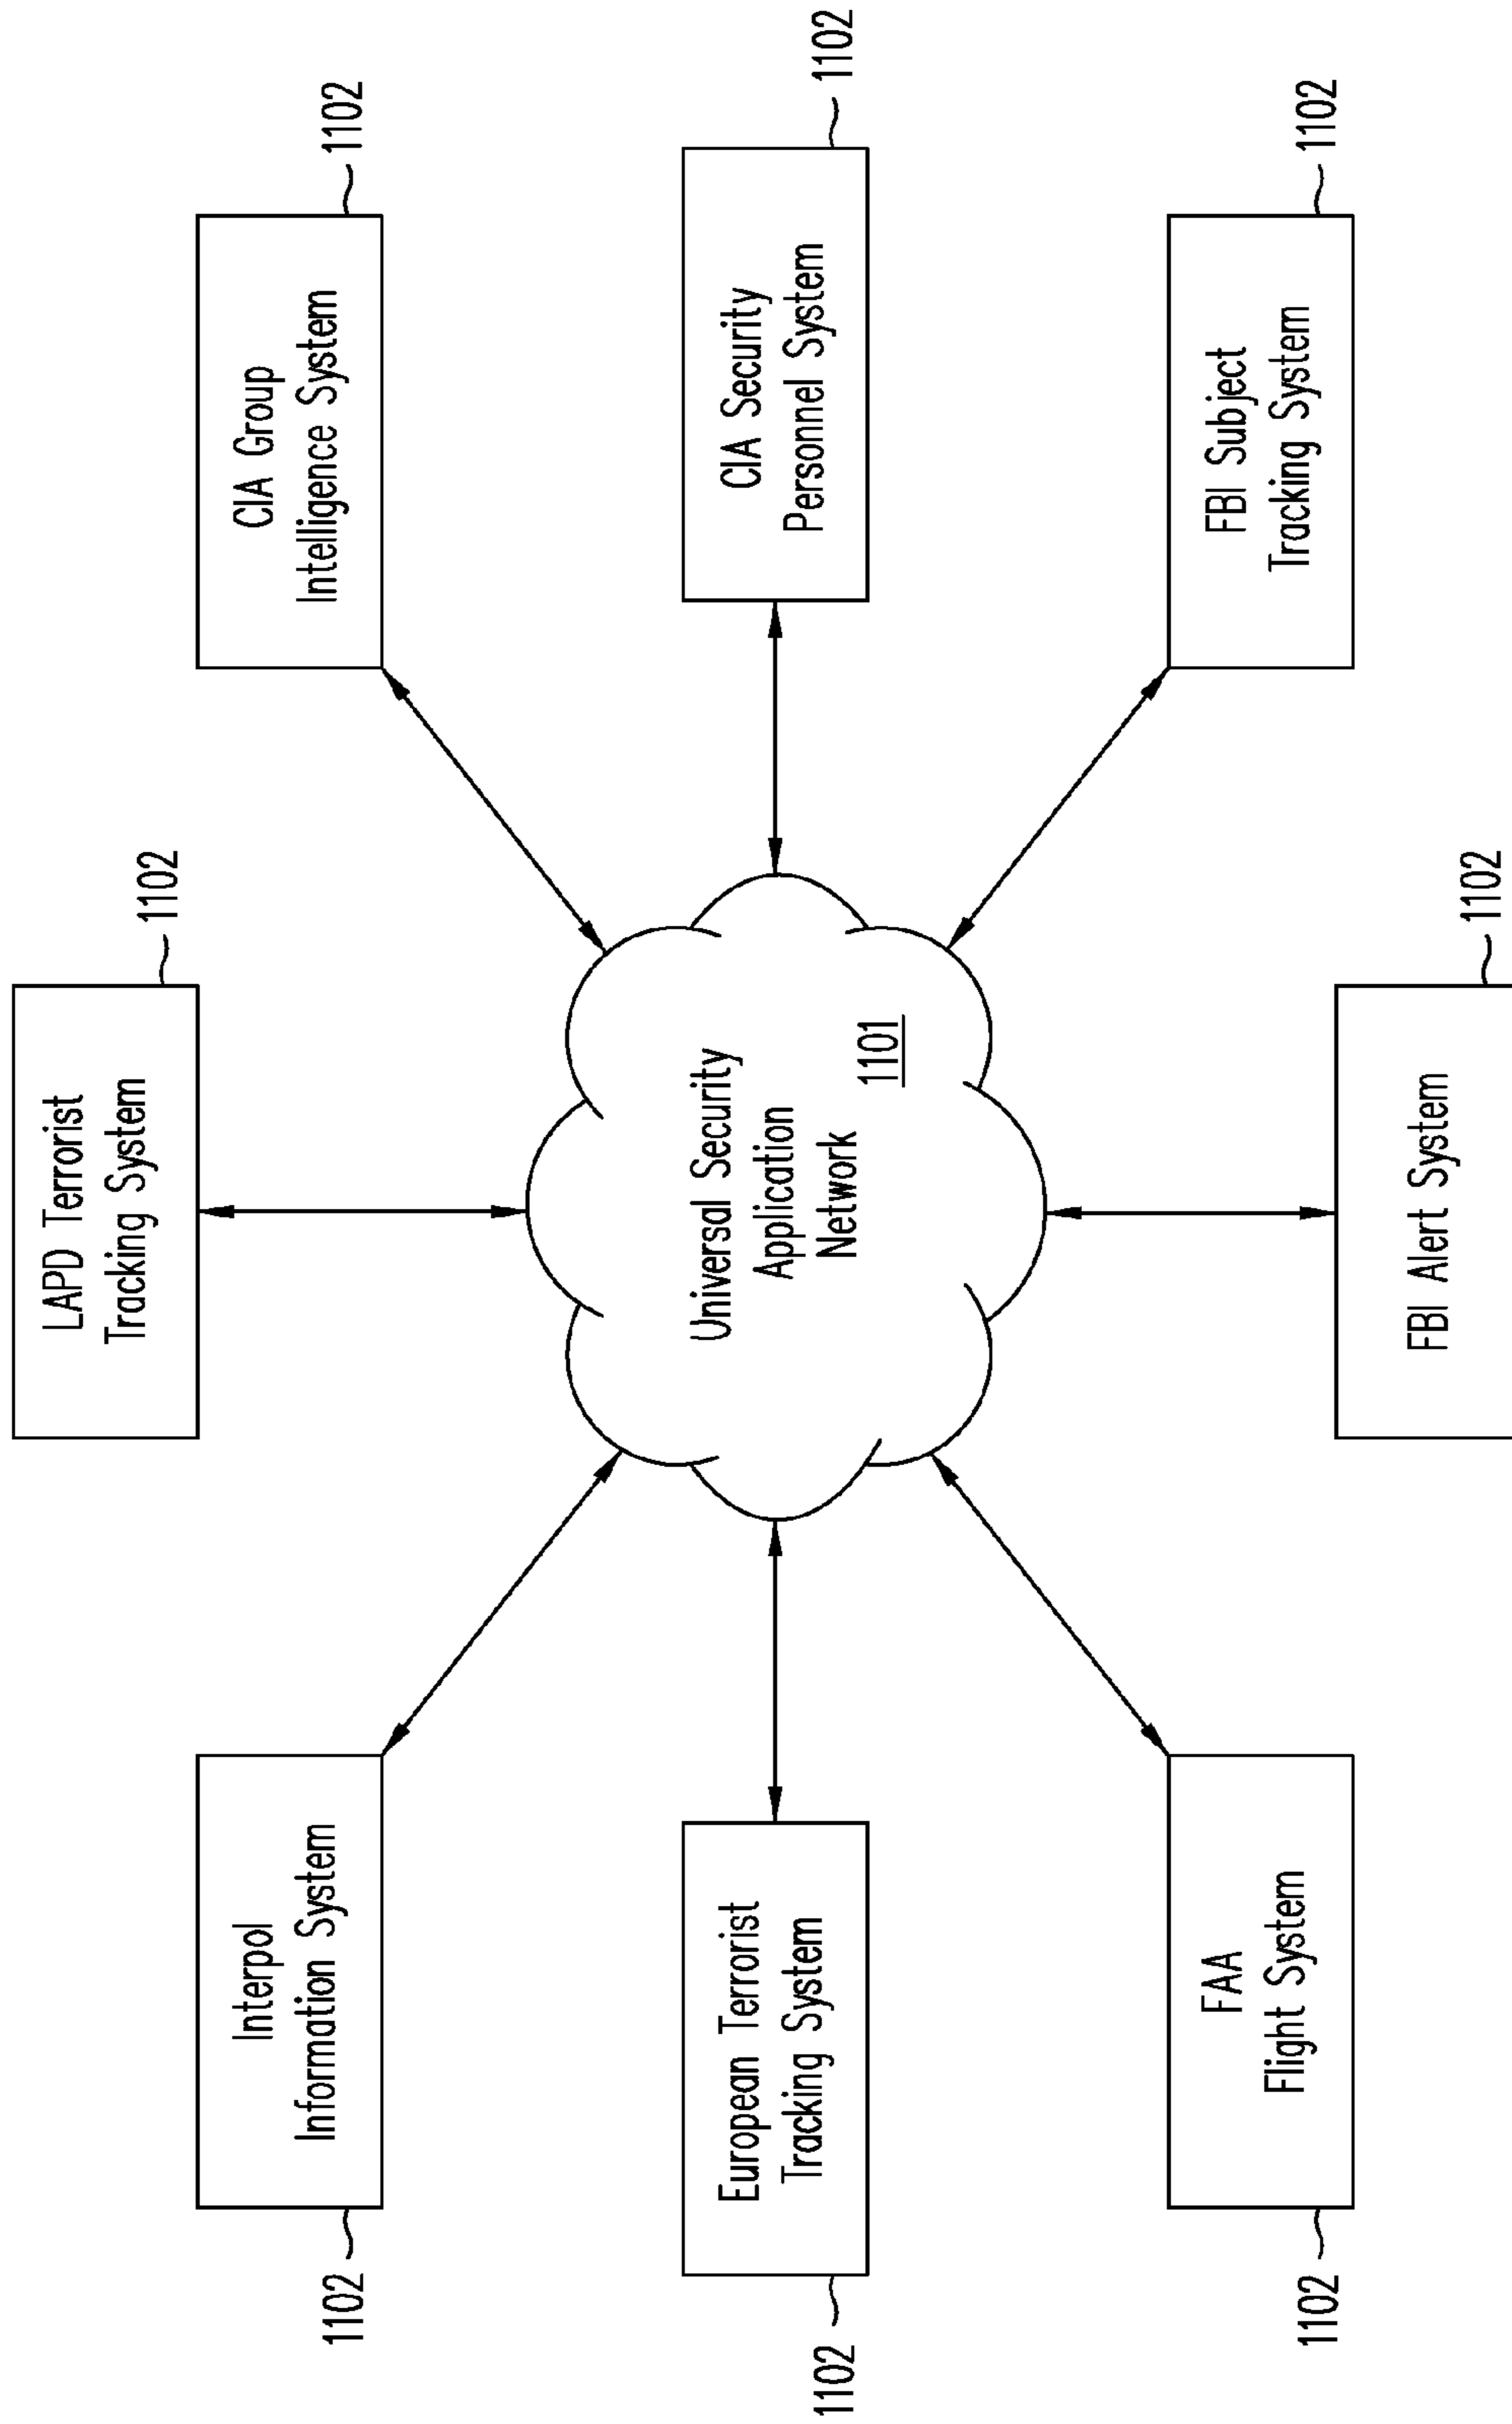 LAPD Terrorist
Tracking System
1102
Interpol
Information System
1102
CIA Group
Intelligence System
1102
European Terrorist
Tracking System
1102
Universal Security
Application
Network
1101
CIA Security
Personnel System
1102
FAA
Flight System
1102
FBI Subject
Tracking System
1102
FBI Alert System
1102